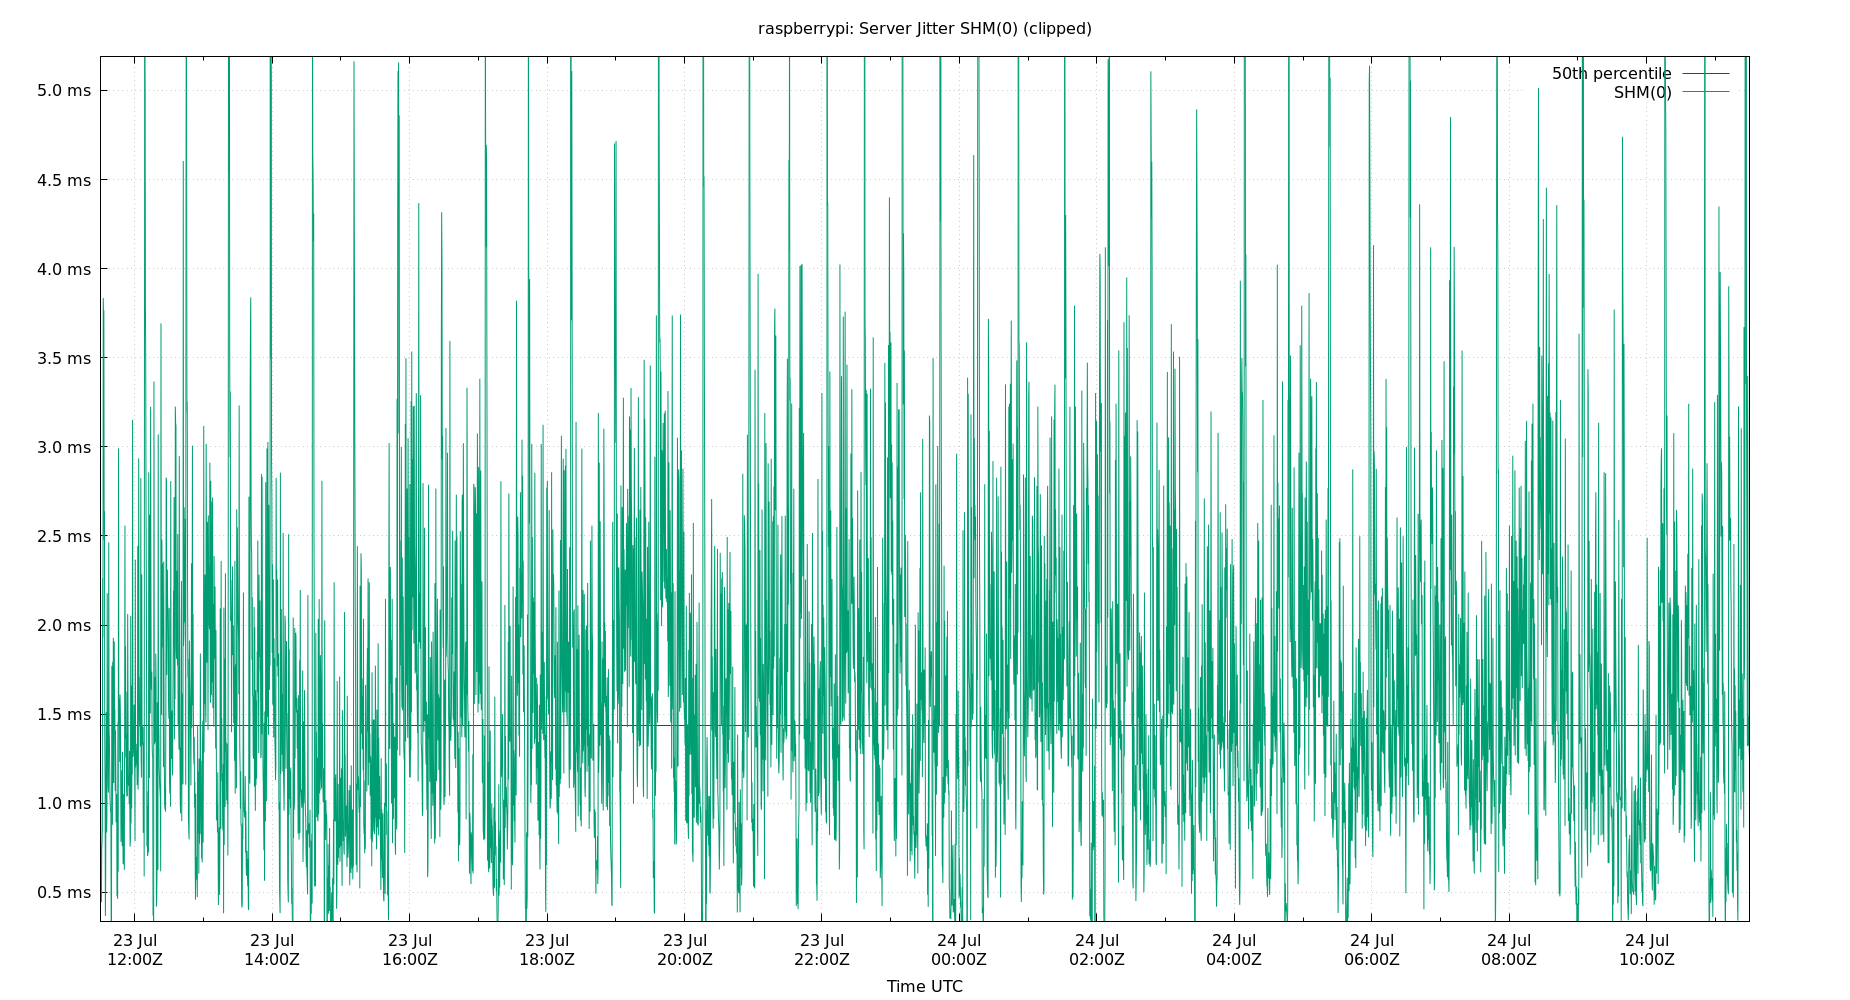 raspberrypi: Server Jitter SHM(0) (clipped)
50th percentile
SHM(0)
5.0 ms
4.5 ms
4.0 ms
3.5 ms
3.0 ms
2.5 ms
2.0 ms
1.5 ms
1.0 ms
0.5 ms
23 Jul 23 Jul 23 Jul 23 Jul 23 Jul 23 Jul 24 Jul 24 Jul 24 Jul 24 Jul 24 Jul 24 Jul
12:00Z 14:00Z 16:00Z 18:00Z 20:00Z 22:00Z 00:00Z 02:00Z 04:00Z 06:00Z 08:00Z 10:00Z
Time UTC